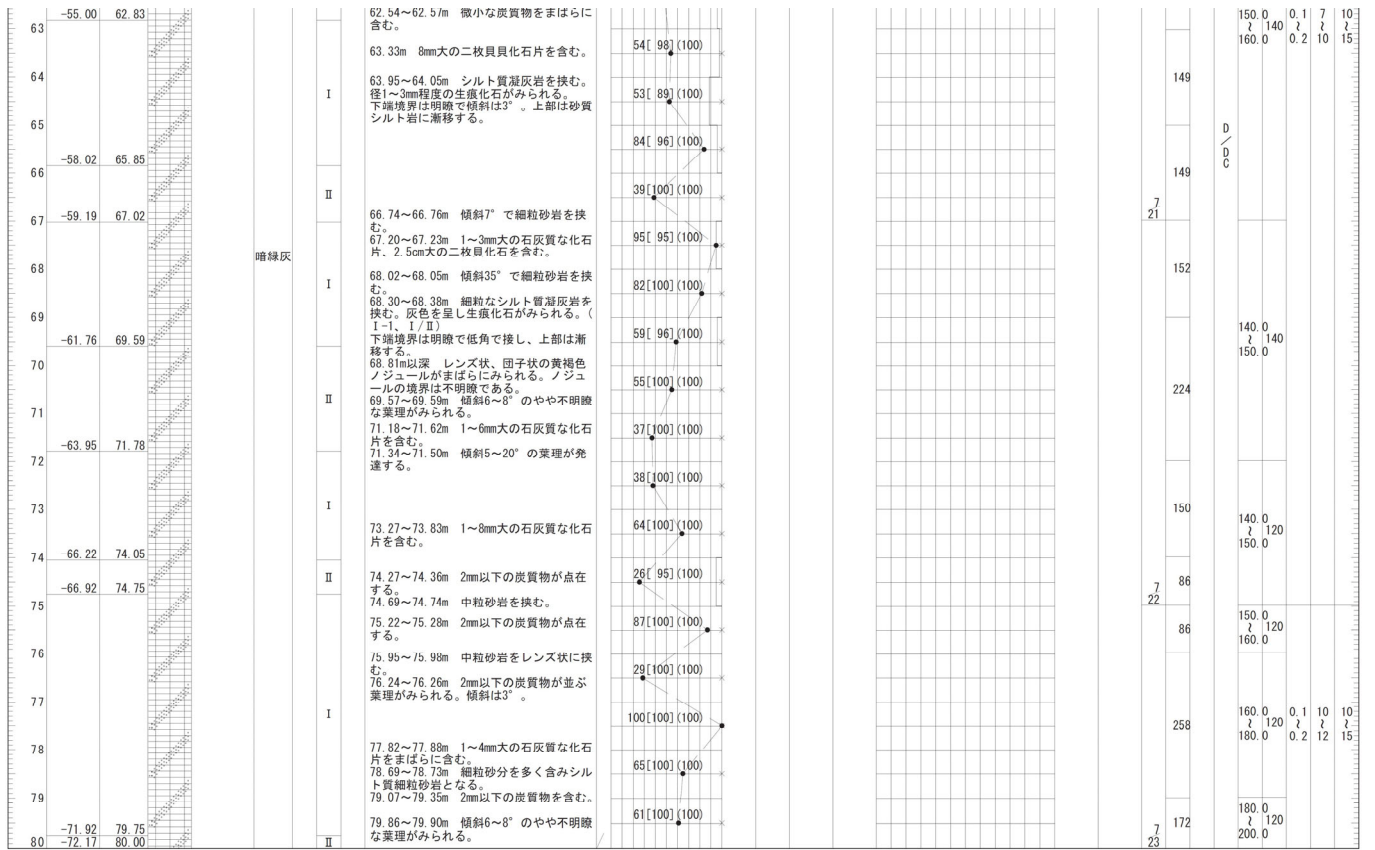 -55.00 62.83
63
64
65
-58.02 65.85
66
67 -59.19 67.02
68
69
-61.76 69.59
70
71
-63.95 71.78
72
73
74 -66.22 74.05
-66.92 74.75
75
76
77
78
79
-71.92 79.75
80 -72.17 80.00
暗緑灰
Ⅰ
Ⅱ
Ⅰ
Ⅱ
Ⅰ
Ⅱ
Ⅰ
Ⅱ
62.54~62.57m 微小な炭質物をまばらに
含む。
63.33m 8mm大の二枚貝貝化石片を含む。
63.95~64.05m シルト質凝灰岩を挟む。
径1~3mm程度の生痕化石がみられる。
下端境界は明瞭で傾斜は3°。上部は砂質
シルト岩に漸移する。
66.74~66.76m 傾斜7°で細粒砂岩を挟
む。
67.20~67.23m 1~3mm大の石灰質な化石
片、2.5cm大の二枚貝化石を含む。
68.02~68.05m 傾斜35°で細粒砂岩を挟
む。
68.30~68.38m 細粒なシルト質凝灰岩を
挟む。灰色を呈し生痕化石がみられる。(
Ⅰ-1、Ⅰ/Ⅱ)
下端境界は明瞭で低角で接し、上部は漸
移する。
68.81m以深 レンズ状、団子状の黄褐色
ノジュールがまばらにみられる。ノジュ
ールの境界は不明瞭である。
69.57~69.59m 傾斜6~8°のやや不明瞭
な葉理がみられる。
71.18~71.62m 1~6mm大の石灰質な化石
片を含む。
71.34~71.50m 傾斜5~20°の葉理が発
達する。
73.27~73.83m 1~8mm大の石灰質な化石
片を含む。
74.27~74.36m 2mm以下の炭質物が点在
する。
74.69~74.74m 中粒砂岩を挟む。
75.22~75.28m 2mm以下の炭質物が点在
する。
75.95~75.98m 中粒砂岩をレンズ状に挟
む。
76.24~76.26m 2mm以下の炭質物が並ぶ
葉理がみられる。傾斜は3°。
77.82~77.88m 1~4mm大の石灰質な化石
片をまばらに含む。
78.69~78.73m 細粒砂分を多く含みシル
ト質細粒砂岩となる。
79.07~79.35m 2mm以下の炭質物を含む。
79.86~79.90m 傾斜6~8°のやや不明瞭
な葉理がみられる。
54[ 98](100)
53[ 89](100)
84[ 96](100)
39[100](100)
95[ 95](100)
82[100](100)
59[ 96](100)
55[100](100)
37[100](100)
38[100](100)
64[100](100)
26[ 95](100)
87[100](100)
29[100](100)
100[100](100)
65[100](100)
61[100](100)
7
21
7
22
7
23
149
149
152
224
150
86
86
258
172
D
/
DC
150.0
~ 140
160.0
140.0
~ 140
150.0
140.0
~ 120
150.0
150.0
~ 120
160.0
160.0
~ 120
180.0
180.0
~ 120
200.0
0.1 7 10
~ ~ ~
0.2 10 15
0.1 10 10
~ ~ ~
0.2 12 15